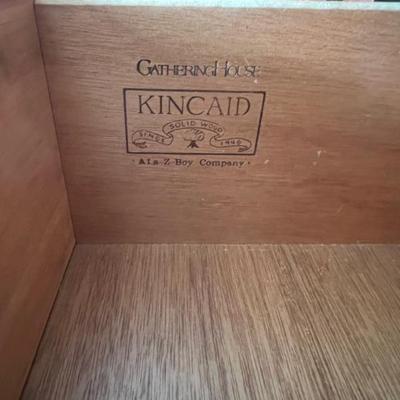 GATHERINGHOUSE
KINCAID
SOLID WOOD
SINCE 1946
· A La-Z-Boy Company ·